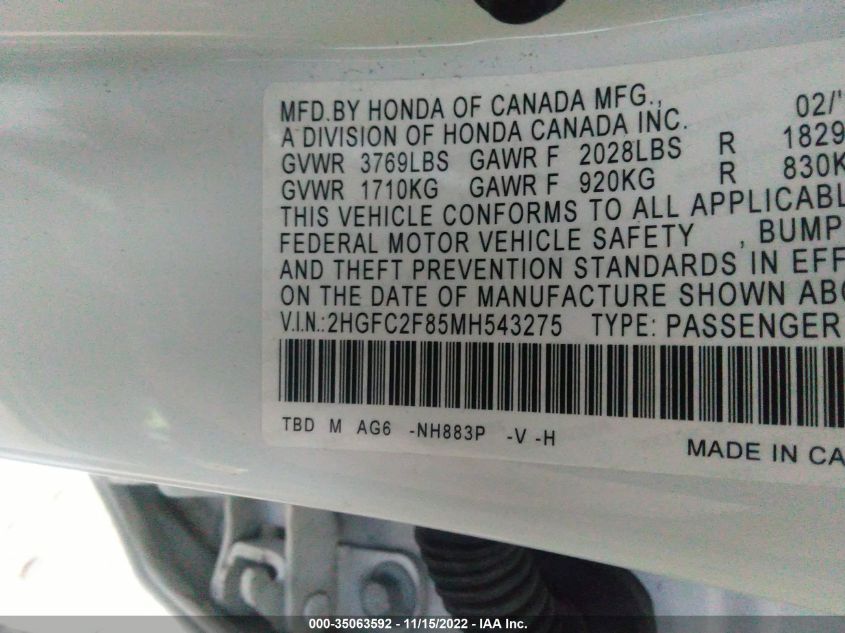 MFD.BY HONDA OF CANADA MFG., 02/'
A DIVISION OF HONDA CANADA INC.
GVWR 3769LBS GAWR F 2028LBS R 1829
GVWR 1710KG GAWR F 920KG R 830K
THIS VEHICLE CONFORMS TO ALL APPLICABL
FEDERAL MOTOR VEHICLE SAFETY , BUMP
AND THEFT PREVENTION STANDARDS IN EFF
ON THE DATE OF MANUFACTURE SHOWN ABO
V.I.N.:2HGFC2F85MH543275 TYPE: PASSENGER
TBD M AG6 -NH883P -V -H
MADE IN CA
000-35063592 - 11/15/2022 - IAA Inc.